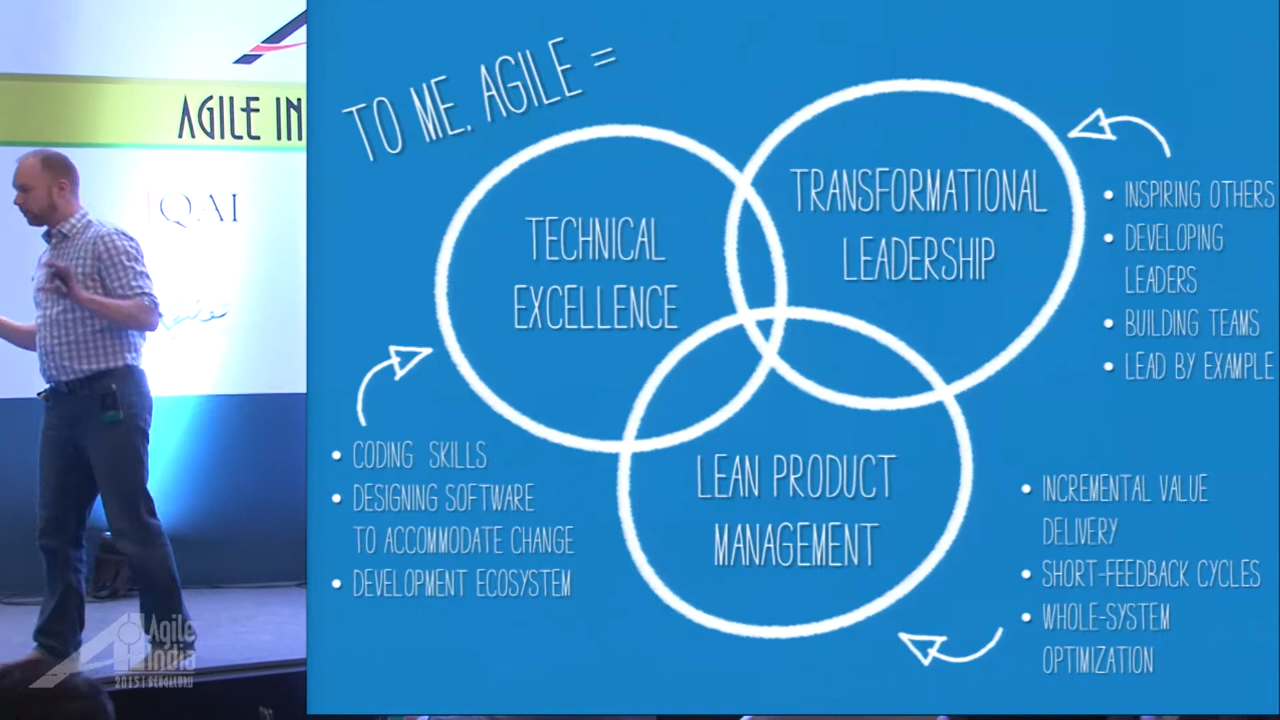 AGILE IN
IQAI
Agile
TO ME, AGILE =
TECHNICAL
EXCELLENCE
TRANSFORMATIONAL
LEADERSHIP
• INSPIRING OTHERS
• DEVELOPING
LEADERS
• BUILDING TEAMS
• LEAD BY EXAMPLE
• CODING SKILLS
• DESIGNING SOFTWARE
TO ACCOMMODATE CHANGE
• DEVELOPMENT ECOSYSTEM
LEAN PRODUCT
MANAGEMENT
• INCREMENTAL VALUE
DELIVERY
• SHORT-FEEDBACK CYCLES
• WHOLE-SYSTEM
OPTIMIZATION
Agile
India
2015 | BENGALURU